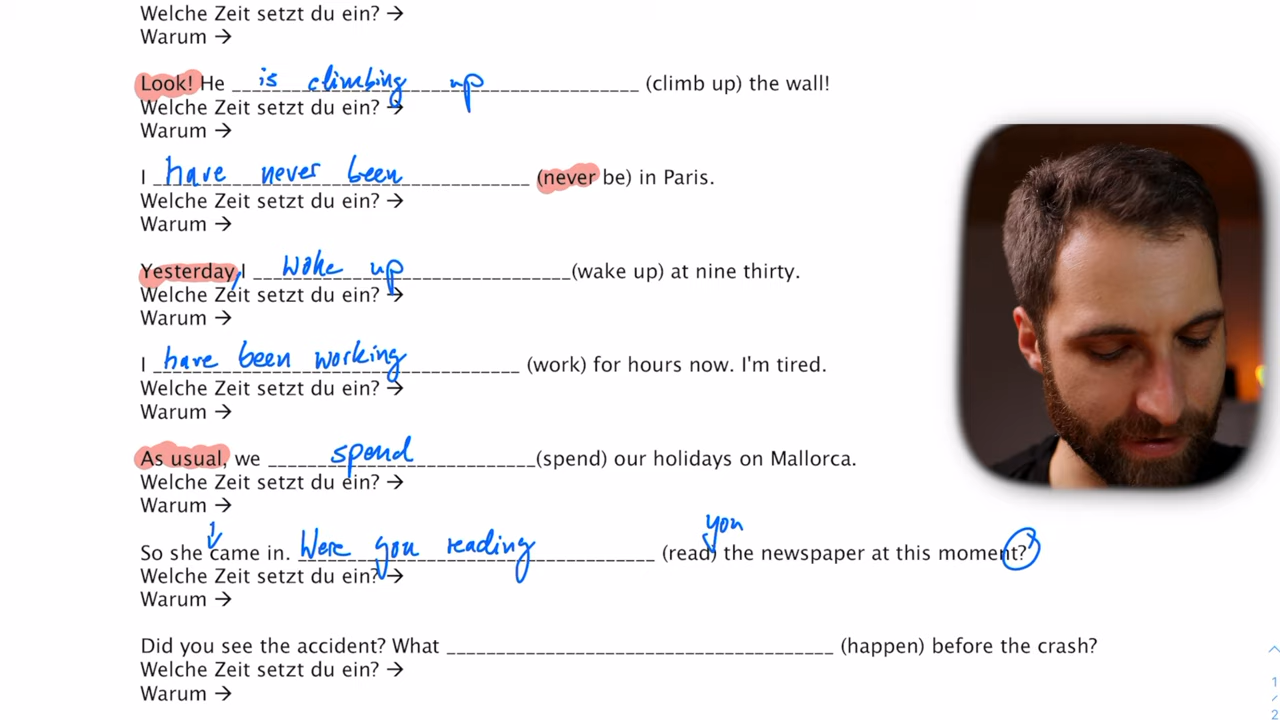 Welche Zeit setzt du ein? →
Warum →
Look! He is climbing up (climb up) the wall!
Welche Zeit setzt du ein? →
Warum →
I have never been (never be) in Paris.
Welche Zeit setzt du ein? →
Warum →
Yesterday, I woke up (wake up) at nine thirty.
Welche Zeit setzt du ein? →
Warum →
I have been working (work) for hours now. I'm tired.
Welche Zeit setzt du ein? →
Warum →
As usual, we spend (spend) our holidays on Mallorca.
Welche Zeit setzt du ein? →
Warum →
you
So she came in. Were you reading (read) the newspaper at this moment?
Welche Zeit setzt du ein? →
Warum →
Did you see the accident? What ______ (happen) before the crash?
Welche Zeit setzt du ein? →
Warum →
1
/
2